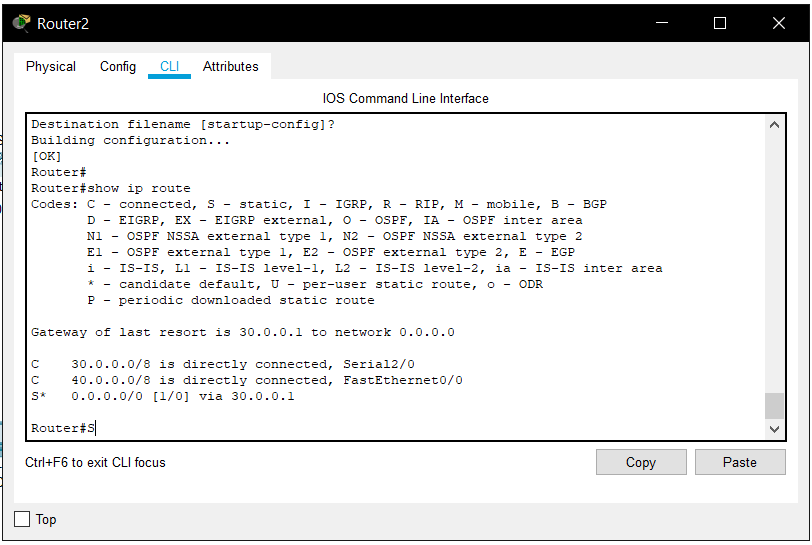 Router2
Physical Config CLI Attributes
IOS Command Line Interface
Destination filename [startup-config]?
Building configuration...
[OK]
Router#
Router#show ip route
Codes: C - connected, S - static, I - IGRP, R - RIP, M - mobile, B - BGP
D - EIGRP, EX - EIGRP external, O - OSPF, IA - OSPF inter area
N1 - OSPF NSSA external type 1, N2 - OSPF NSSA external type 2
E1 - OSPF external type 1, E2 - OSPF external type 2, E - EGP
i - IS-IS, L1 - IS-IS level-1, L2 - IS-IS level-2, ia - IS-IS inter area
* - candidate default, U - per-user static route, o - ODR
P - periodic downloaded static route
Gateway of last resort is 30.0.0.1 to network 0.0.0.0
C 30.0.0.0/8 is directly connected, Serial2/0
C 40.0.0.0/8 is directly connected, FastEthernet0/0
S* 0.0.0.0/0 [1/0] via 30.0.0.1
Router#S
Ctrl+F6 to exit CLI focus
Copy Paste
Top